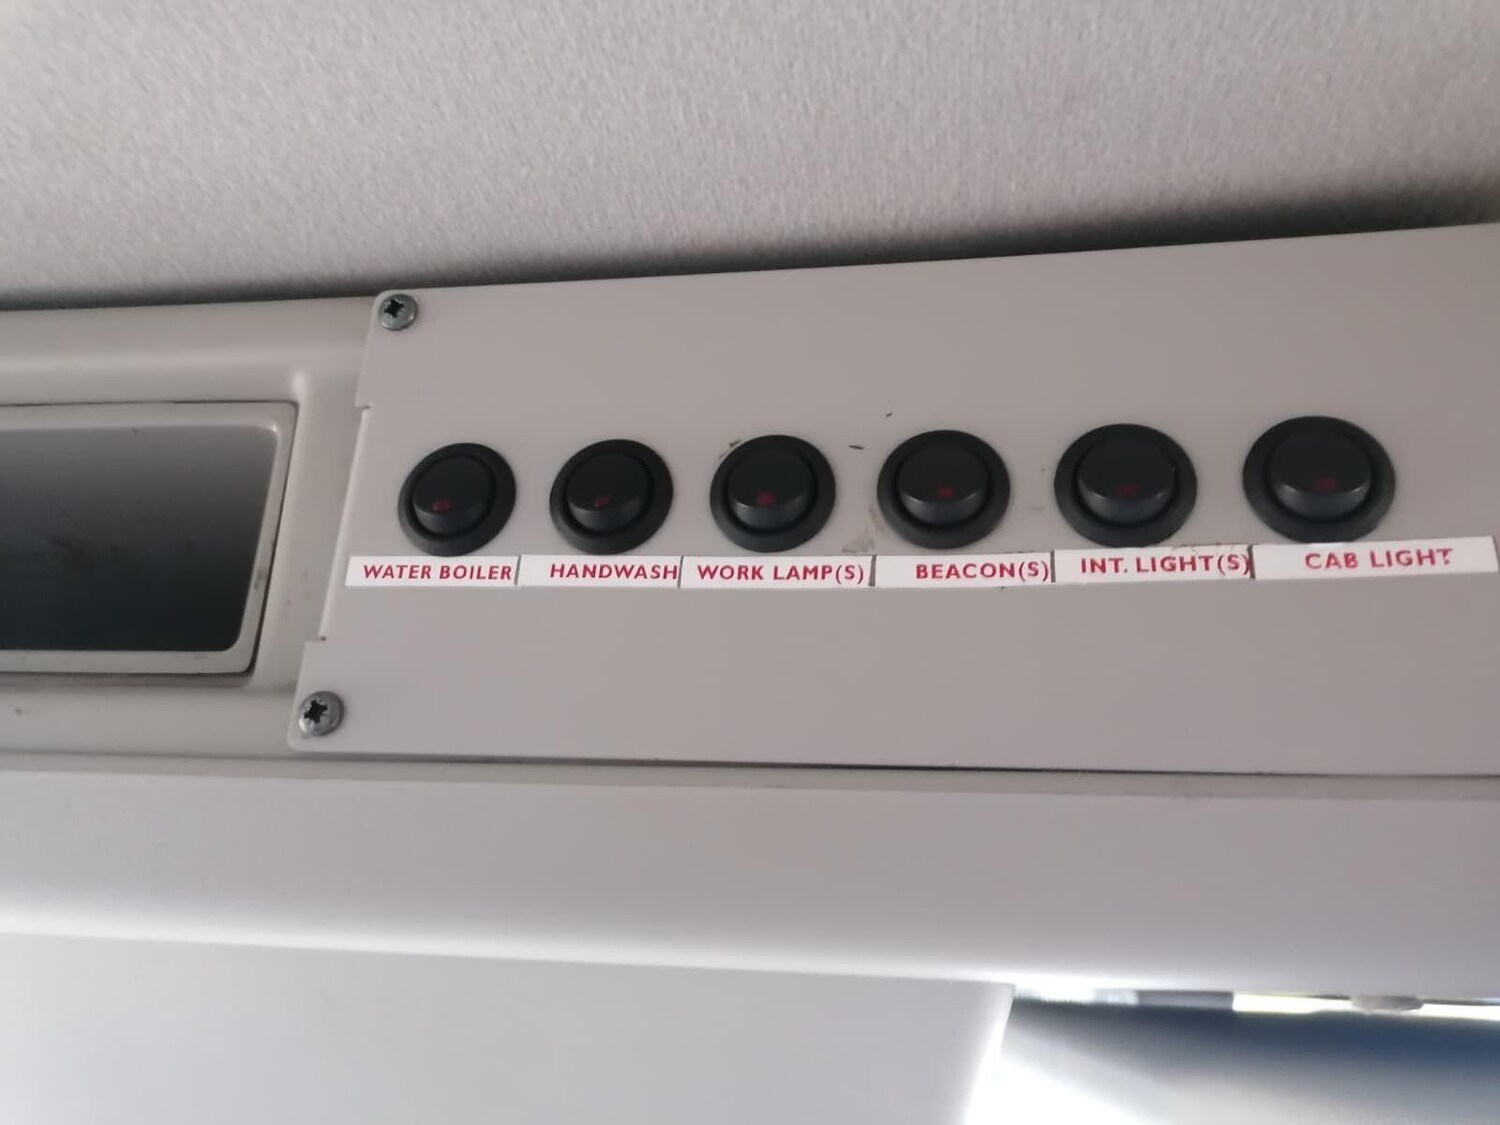 WATER BOILER
HANDWASH
WORK LAMP(S)
BEACON(S)
INT. LIGHT(S)
CAB LIGHT